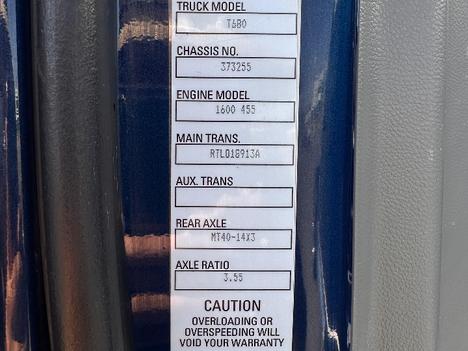 TRUCK MODEL
T680
CHASSIS NO.
373255
ENGINE MODEL
1600 455
MAIN TRANS.
RTLO18913A
AUX. TRANS
REAR AXLE
MT40-14X3
AXLE RATIO
3.55
CAUTION
OVERLOADING OR
OVERSPEEDING WILL
VOID YOUR WARRANTY